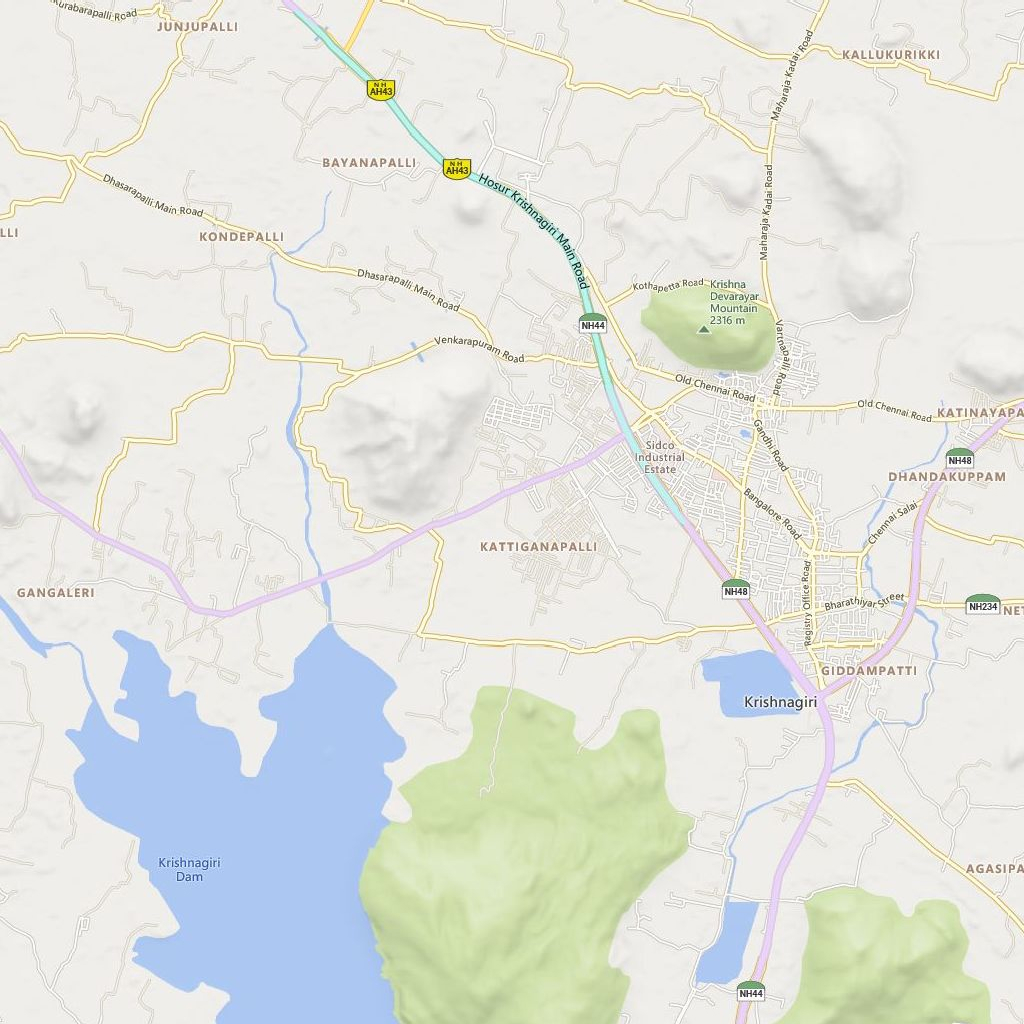 Kurabarapalli Road
JUNJUPALLI
KALLUKURIKKI
Maharaja Kadai Road
NH
AH43
BAYANAPALLI
NH
AH43
Hosur Krishnagiri Main Road
Dhasarapalli Main Road
Maharaja Kadai Road
LLI
KONDEPALLI
Dhasarapalli Main Road
Kothapetta Road
Krishna
Devarayar
Mountain
2316 m
NH44
Venkarapuram Road
Varmapalli Road
Old Chennai Road
Old Chennai Road
KATINAYAPA
Gandhi Road
Sidco
Industrial
Estate
NH48
DHANDAKUPPAM
Bangalore Road
Chennai Salai
KATTIGANAPALLI
GANGALERI
NH48
Ragistry Office Road
Bharathiyar Street
NH234
NET
GIDDAMPATTI
Krishnagiri
Krishnagiri
Dam
AGASIPA
NH44